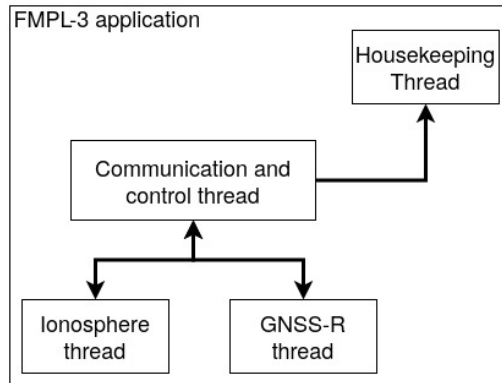 FMPL-3 application
Housekeeping
Thread
Communication and
control thread
Ionosphere
thread
GNSS-R
thread